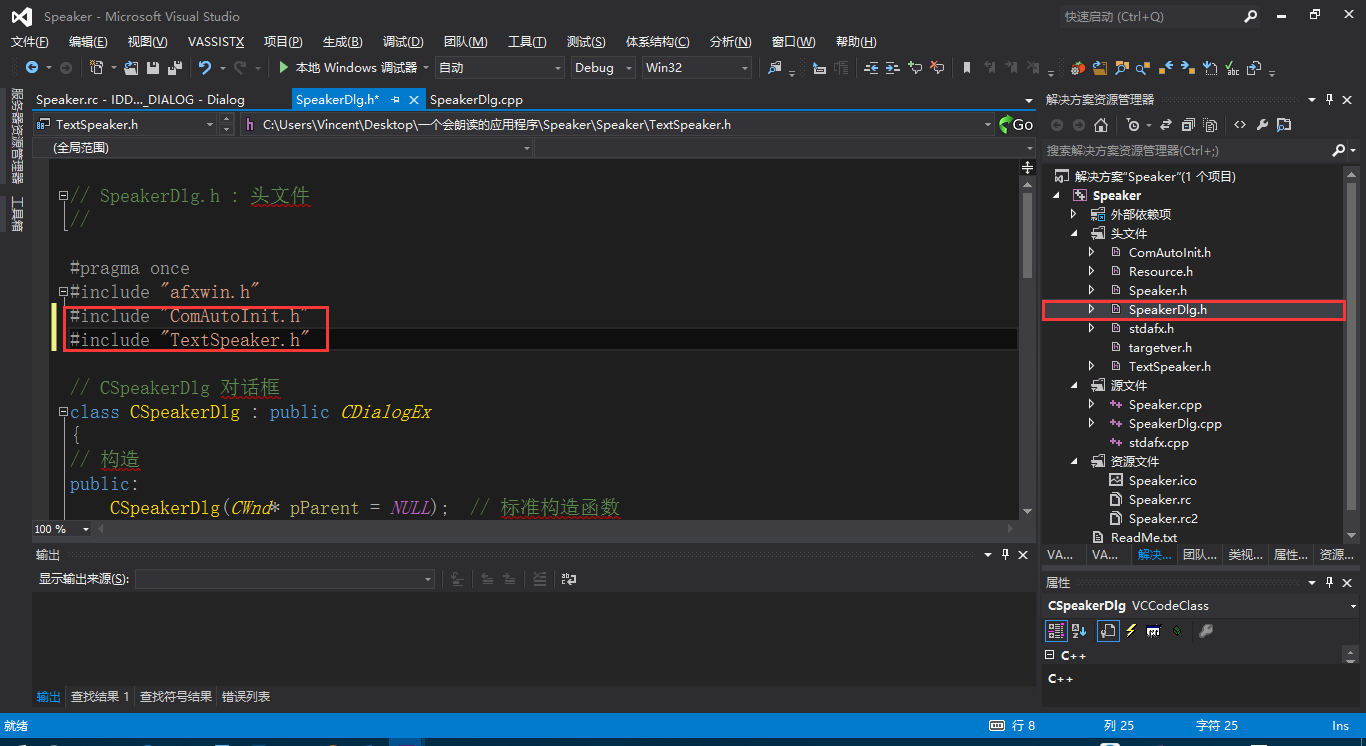 Speaker - Microsoft Visual Studio
快速启动 (Ctrl+Q)
文件(F) 编辑(E) 视图(V) VASSISTX 项目(P) 生成(B) 调试(D) 团队(M) 工具(T) 测试(S) 体系结构(C) 分析(N) 窗口(W) 帮助(H)
本地 Windows 调试器 自动 Debug Win32
服务器资源管理器
工具箱
Speaker.rc - IDD..._DIALOG - Dialog SpeakerDlg.h* SpeakerDlg.cpp
TextSpeaker.h C:\Users\Vincent\Desktop\一个会朗读的应用程序\Speaker\Speaker\TextSpeaker.h Go
(全局范围)
// SpeakerDlg.h : 头文件
//
#pragma once
#include "afxwin.h"
#include "ComAutoInit.h"
#include "TextSpeaker.h"
// CSpeakerDlg 对话框
class CSpeakerDlg : public CDialogEx
{
// 构造
public:
CSpeakerDlg(CWnd* pParent = NULL); // 标准构造函数
100 %
输出
显示输出来源(S):
输出 查找结果 1 查找符号结果 错误列表
解决方案资源管理器
搜索解决方案资源管理器(Ctrl+;)
解决方案"Speaker"(1 个项目)
Speaker
外部依赖项
头文件
ComAutoInit.h
Resource.h
Speaker.h
SpeakerDlg.h
stdafx.h
targetver.h
TextSpeaker.h
源文件
Speaker.cpp
SpeakerDlg.cpp
stdafx.cpp
资源文件
Speaker.ico
Speaker.rc
Speaker.rc2
ReadMe.txt
VA... VA... 解决... 团队... 类视... 属性... 资源...
属性
CSpeakerDlg VCCodeClass
C++
C++
就绪 行 8 列 25 字符 25 Ins